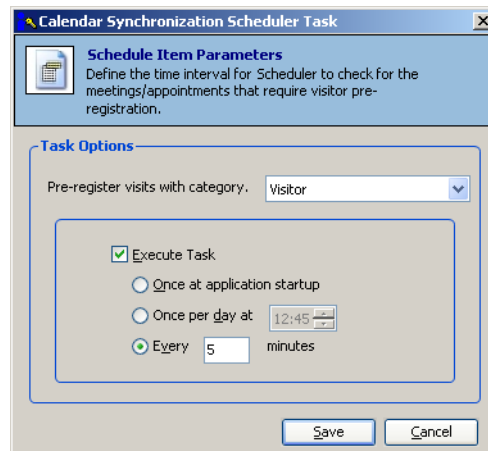 Calendar Synchronization Scheduler Task
Schedule Item Parameters
Define the time interval for Scheduler to check for the
meetings/appointments that require visitor pre-
registration.
Task Options
Pre-register visits with category. Visitor
Execute Task
Once at application startup
Once per day at 12:45
Every 5 minutes
Save Cancel